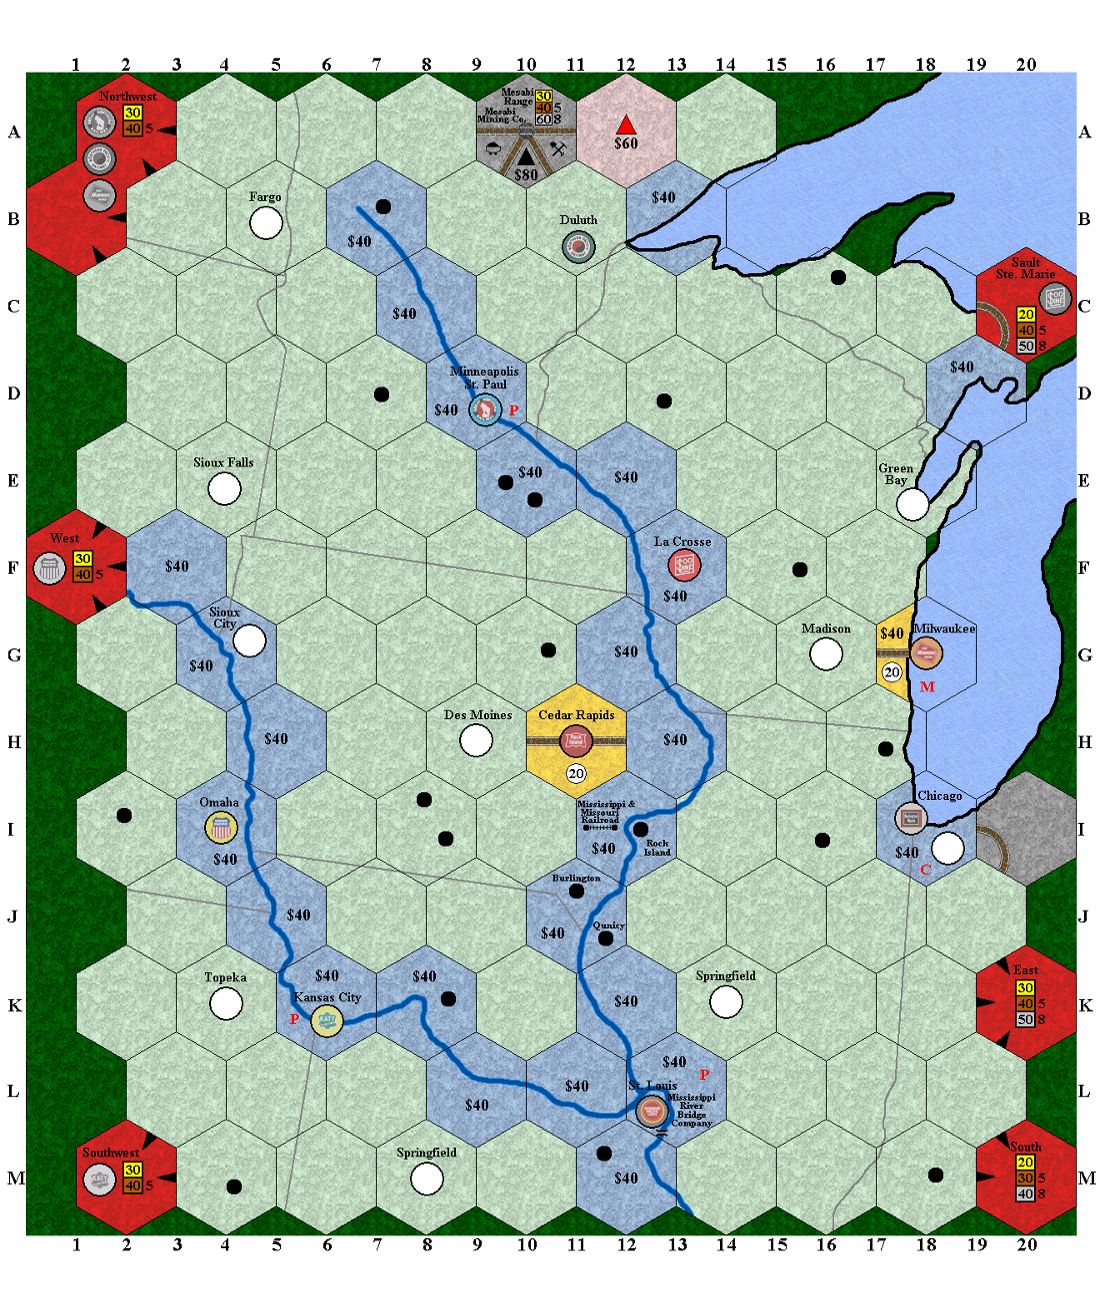 1 2 3 4 5 6 7 8 9 10 11 12 13 14 15 16 17 18 19 20
A A
Northwest
30
40 5
Mesabi
Range
Mesabi
Mining Co.
30
40 5
60 8
$80
$60
B B
Fargo
$40
Duluth
$40
C C
$40
Sault
Ste. Marie
20
40 5
50 8
D D
Minneapolis
St. Paul
$40
P
$40
E E
Sioux Falls
$40
$40
Green
Bay
F F
West
30
40 5
$40
La Crosse
SOO
LINE
$40
G G
Sioux
City
$40
$40
Madison
$40
20
Milwaukee
M
H H
$40
Des Moines
Cedar Rapids
Rock
Island
20
$40
I I
Omaha
$40
Mississippi &
Missouri
Railroad
$40
Rock
Island
Chicago
$40
C
J J
$40
Burlington
$40
Qunicy
K K
Topeka
$40
Kansas City
P
KATY
$40
$40
Springfield
East
30
40 5
50 8
L L
$40
$40
$40
P
St. Louis
Mississippi
River
Bridge
Company
M M
Southwest
KATY
30
40 5
Springfield
$40
South
20
30 5
40 8
1 2 3 4 5 6 7 8 9 10 11 12 13 14 15 16 17 18 19 20